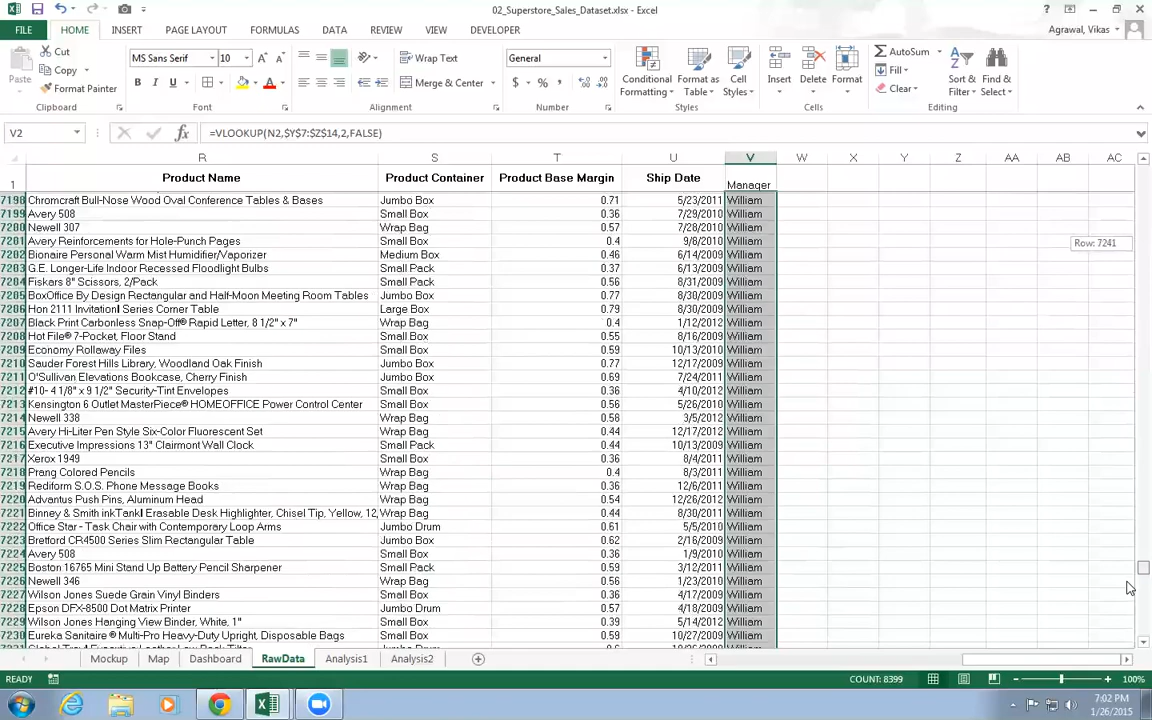 02_Superstore_Sales_Dataset.xlsx - Excel
FILE HOME INSERT PAGE LAYOUT FORMULAS DATA REVIEW VIEW DEVELOPER Agrawal, Vikas
Paste Cut Copy Format Painter Clipboard
MS Sans Serif 10 Font
Wrap Text Merge & Center Alignment
General Number
Conditional Formatting Format as Table Cell Styles Styles
Insert Delete Format Cells
AutoSum Fill Clear Sort & Filter Find & Select Editing
V2 =VLOOKUP(N2,$Y$7:$Z$14,2,FALSE)
R S T U V W X Y Z AA AB AC
1 Product Name Product Container Product Base Margin Ship Date Manager
7198 Chromcraft Bull-Nose Wood Oval Conference Tables & Bases Jumbo Box 0.71 5/23/2011 William
7199 Avery 508 Small Box 0.36 7/29/2010 William
7200 Newell 307 Wrap Bag 0.57 7/28/2010 William
7201 Avery Reinforcements for Hole-Punch Pages Small Box 0.4 9/8/2010 William
Row: 7241
7202 Bionaire Personal Warm Mist Humidifier/Vaporizer Medium Box 0.46 6/14/2009 William
7203 G.E. Longer-Life Indoor Recessed Floodlight Bulbs Small Pack 0.37 6/13/2009 William
7204 Fiskars 8" Scissors, 2/Pack Small Pack 0.56 8/31/2009 William
7205 BoxOffice By Design Rectangular and Half-Moon Meeting Room Tables Jumbo Box 0.77 8/30/2009 William
7206 Hon 2111 Invitation‖ Series Corner Table Large Box 0.79 8/30/2009 William
7207 Black Print Carbonless Snap-Off® Rapid Letter, 8 1/2" x 7" Wrap Bag 0.4 1/12/2012 William
7208 Hot File® 7-Pocket, Floor Stand Small Box 0.55 8/16/2009 William
7209 Economy Rollaway Files Small Box 0.59 10/13/2010 William
7210 Sauder Forest Hills Library, Woodland Oak Finish Jumbo Box 0.77 12/17/2009 William
7211 O'Sullivan Elevations Bookcase, Cherry Finish Jumbo Box 0.69 7/24/2011 William
7212 #10- 4 1/8" x 9 1/2" Security-Tint Envelopes Small Box 0.36 4/10/2012 William
7213 Kensington 6 Outlet MasterPiece® HOMEOFFICE Power Control Center Small Box 0.56 5/26/2010 William
7214 Newell 338 Wrap Bag 0.58 3/5/2012 William
7215 Avery Hi-Liter Pen Style Six-Color Fluorescent Set Wrap Bag 0.44 12/17/2012 William
7216 Executive Impressions 13" Clairmont Wall Clock Small Pack 0.44 10/13/2009 William
7217 Xerox 1949 Small Box 0.36 8/4/2011 William
7218 Prang Colored Pencils Wrap Bag 0.4 8/3/2011 William
7219 Rediform S.O.S. Phone Message Books Small Box 0.36 12/6/2011 William
7220 Advantus Push Pins, Aluminum Head Wrap Bag 0.54 12/26/2012 William
7221 Binney & Smith inkTank‖ Erasable Desk Highlighter, Chisel Tip, Yellow, 12, Wrap Bag 0.44 8/30/2011 William
7222 Office Star - Task Chair with Contemporary Loop Arms Jumbo Drum 0.61 5/5/2010 William
7223 Bretford CR4500 Series Slim Rectangular Table Jumbo Box 0.62 2/16/2009 William
7224 Avery 508 Small Box 0.36 1/9/2010 William
7225 Boston 16765 Mini Stand Up Battery Pencil Sharpener Small Pack 0.59 3/12/2011 William
7226 Newell 346 Wrap Bag 0.56 1/23/2010 William
7227 Wilson Jones Suede Grain Vinyl Binders Small Box 0.36 4/17/2009 William
7228 Epson DFX-8500 Dot Matrix Printer Jumbo Drum 0.57 4/18/2009 William
7229 Wilson Jones Hanging View Binder, White, 1" Small Box 0.39 5/14/2012 William
7230 Eureka Sanitaire ® Multi-Pro Heavy-Duty Upright, Disposable Bags Small Box 0.59 10/27/2009 William
Mockup Map Dashboard RawData Analysis1 Analysis2
READY COUNT: 8399 100%
7:02 PM
1/26/2015